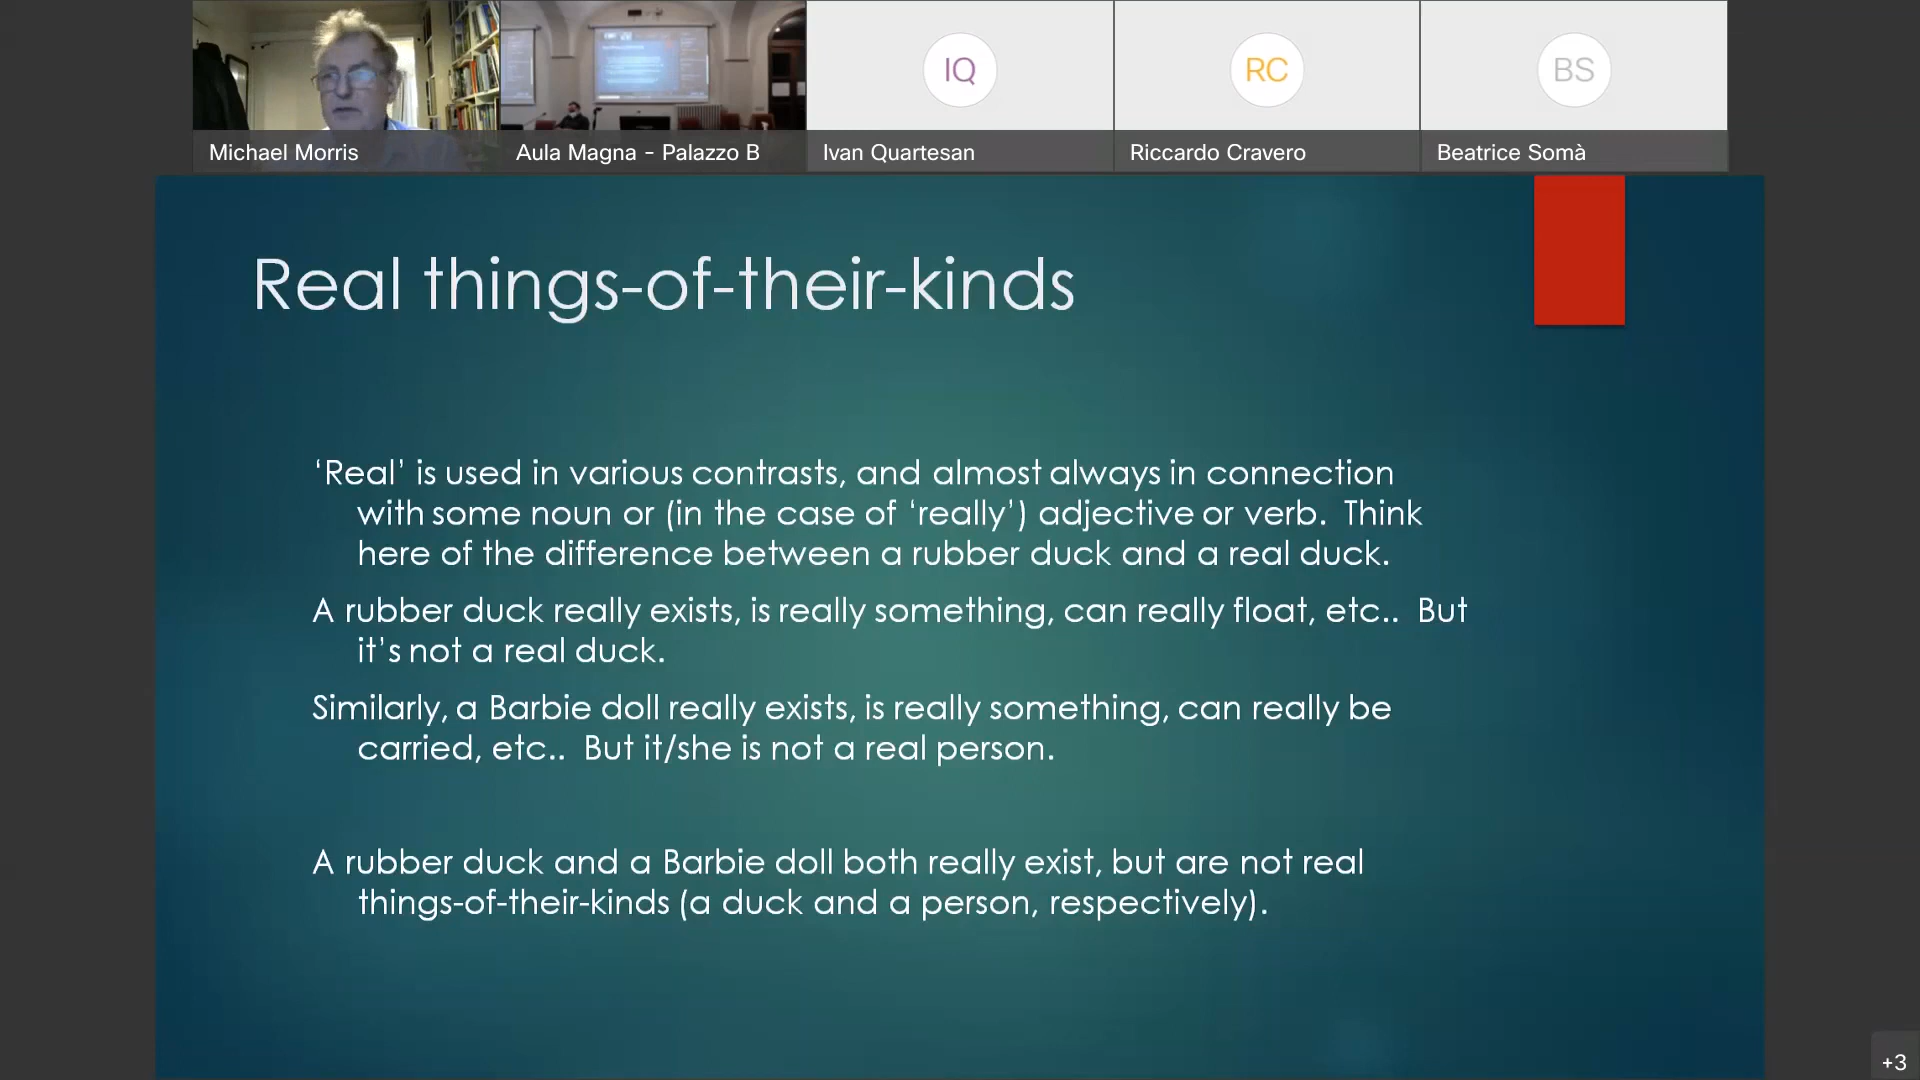 IQ
RC
BS
Michael Morris
Aula Magna - Palazzo B
Ivan Quartesan
Riccardo Cravero
Beatrice Somà
Real things-of-their-kinds
‘Real’ is used in various contrasts, and almost always in connection
with some noun or (in the case of ‘really’) adjective or verb. Think
here of the difference between a rubber duck and a real duck.
A rubber duck really exists, is really something, can really float, etc.. But
it’s not a real duck.
Similarly, a Barbie doll really exists, is really something, can really be
carried, etc.. But it/she is not a real person.
A rubber duck and a Barbie doll both really exist, but are not real
things-of-their-kinds (a duck and a person, respectively).
+3